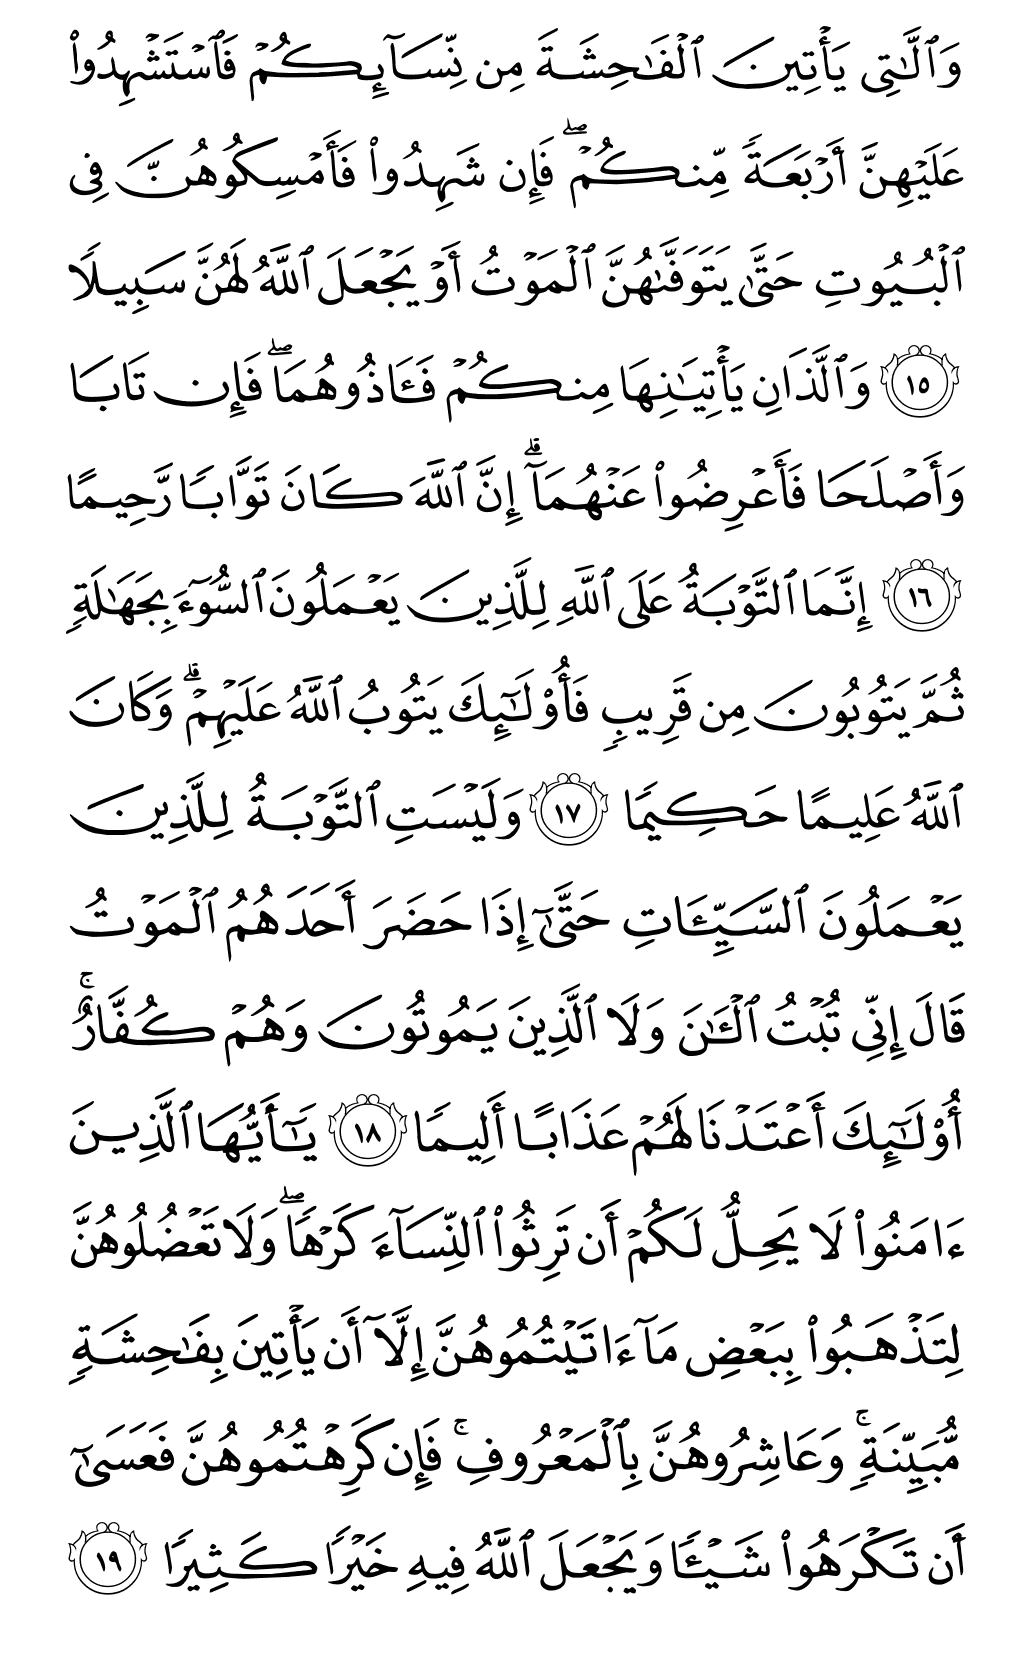 وَٱلَّٰتِى يَأْتِينَ ٱلْفَٰحِشَةَ مِن نِّسَآئِكُمْ فَٱسْتَشْهِدُوا۟
عَلَيْهِنَّ أَرْبَعَةً مِّنكُمْ ۖ فَإِن شَهِدُوا۟ فَأَمْسِكُوهُنَّ فِى
ٱلْبُيُوتِ حَتَّىٰ يَتَوَفَّىٰهُنَّ ٱلْمَوْتُ أَوْ يَجْعَلَ ٱللَّهُ لَهُنَّ سَبِيلًا
١٥ وَٱلَّذَانِ يَأْتِيَٰنِهَا مِنكُمْ فَـَٔاذُوهُمَا ۖ فَإِن تَابَا
وَأَصْلَحَا فَأَعْرِضُوا۟ عَنْهُمَآ ۗ إِنَّ ٱللَّهَ كَانَ تَوَّابًا رَّحِيمًا
١٦ إِنَّمَا ٱلتَّوْبَةُ عَلَى ٱللَّهِ لِلَّذِينَ يَعْمَلُونَ ٱلسُّوٓءَ بِجَهَٰلَةٍ
ثُمَّ يَتُوبُونَ مِن قَرِيبٍ فَأُو۟لَٰٓئِكَ يَتُوبُ ٱللَّهُ عَلَيْهِمْ ۗ وَكَانَ
ٱللَّهُ عَلِيمًا حَكِيمًا ١٧ وَلَيْسَتِ ٱلتَّوْبَةُ لِلَّذِينَ
يَعْمَلُونَ ٱلسَّيِّـَٔاتِ حَتَّىٰٓ إِذَا حَضَرَ أَحَدَهُمُ ٱلْمَوْتُ
قَالَ إِنِّى تُبْتُ ٱلْـَٰٔنَ وَلَا ٱلَّذِينَ يَمُوتُونَ وَهُمْ كُفَّارٌ ۚ
أُو۟لَٰٓئِكَ أَعْتَدْنَا لَهُمْ عَذَابًا أَلِيمًا ١٨ يَٰٓأَيُّهَا ٱلَّذِينَ
ءَامَنُوا۟ لَا يَحِلُّ لَكُمْ أَن تَرِثُوا۟ ٱلنِّسَآءَ كَرْهًا ۖ وَلَا تَعْضُلُوهُنَّ
لِتَذْهَبُوا۟ بِبَعْضِ مَآ ءَاتَيْتُمُوهُنَّ إِلَّآ أَن يَأْتِينَ بِفَٰحِشَةٍ
مُّبَيِّنَةٍ ۚ وَعَاشِرُوهُنَّ بِٱلْمَعْرُوفِ ۚ فَإِن كَرِهْتُمُوهُنَّ فَعَسَىٰٓ
أَن تَكْرَهُوا۟ شَيْـًٔا وَيَجْعَلَ ٱللَّهُ فِيهِ خَيْرًا كَثِيرًا ١٩